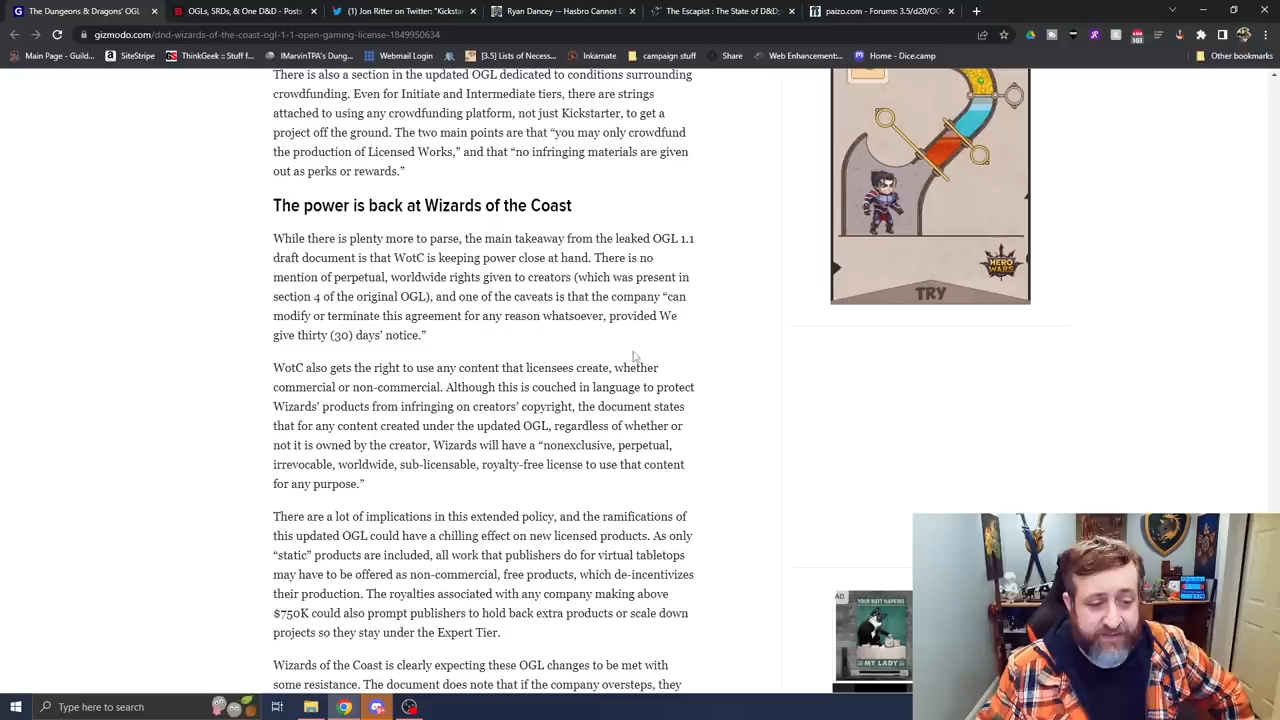 The Dungeons & Dragons' OGL
OGLs, SRDs, & One D&D - Posts
Jon Ritter on Twitter: "Kicksta
Ryan Dancey -- Hasbro Cannot D
The Escapist : The State of D&D
paizo.com - Forums: 3.5/d20/OG
gizmodo.com/dnd-wizards-of-the-coast-ogl-1-1-open-gaming-license-1849950634
103
Main Page - Guild...
SiteStripe
ThinkGeek :: Stuff f...
IMarvinTPA's Dung...
Webmail Login
[3.5] Lists of Necess...
Inkarnate
campaign stuff
Share
Web Enhancement...
Home - Dice.camp
Other bookmarks
There is also a section in the updated OGL dedicated to conditions surrounding
crowdfunding. Even for Initiate and Intermediate tiers, there are strings
attached to using any crowdfunding platform, not just Kickstarter, to get a
project off the ground. The two main points are that “you may only crowdfund
the production of Licensed Works,” and that “no infringing materials are given
out as perks or rewards.”
The power is back at Wizards of the Coast
While there is plenty more to parse, the main takeaway from the leaked OGL 1.1
draft document is that WotC is keeping power close at hand. There is no
mention of perpetual, worldwide rights given to creators (which was present in
section 4 of the original OGL), and one of the caveats is that the company “can
modify or terminate this agreement for any reason whatsoever, provided We
give thirty (30) days’ notice.”
WotC also gets the right to use any content that licensees create, whether
commercial or non-commercial. Although this is couched in language to protect
Wizards’ products from infringing on creators’ copyright, the document states
that for any content created under the updated OGL, regardless of whether or
not it is owned by the creator, Wizards will have a “nonexclusive, perpetual,
irrevocable, worldwide, sub-licensable, royalty-free license to use that content
for any purpose.”
There are a lot of implications in this extended policy, and the ramifications of
this updated OGL could have a chilling effect on new licensed products. As only
“static” products are included, all work that publishers do for virtual tabletops
may have to be offered as non-commercial, free products, which de-incentivizes
their production. The royalties associated with any company making above
$750K could also prompt publishers to hold back extra products or scale down
projects so they stay under the Expert Tier.
Wizards of the Coast is clearly expecting these OGL changes to be met with
some resistance. The document does note that if the company oversteps, they
HERO
WARS
TRY
AD
YOUR BUTT NAPKINS
MY LADY
Type here to search